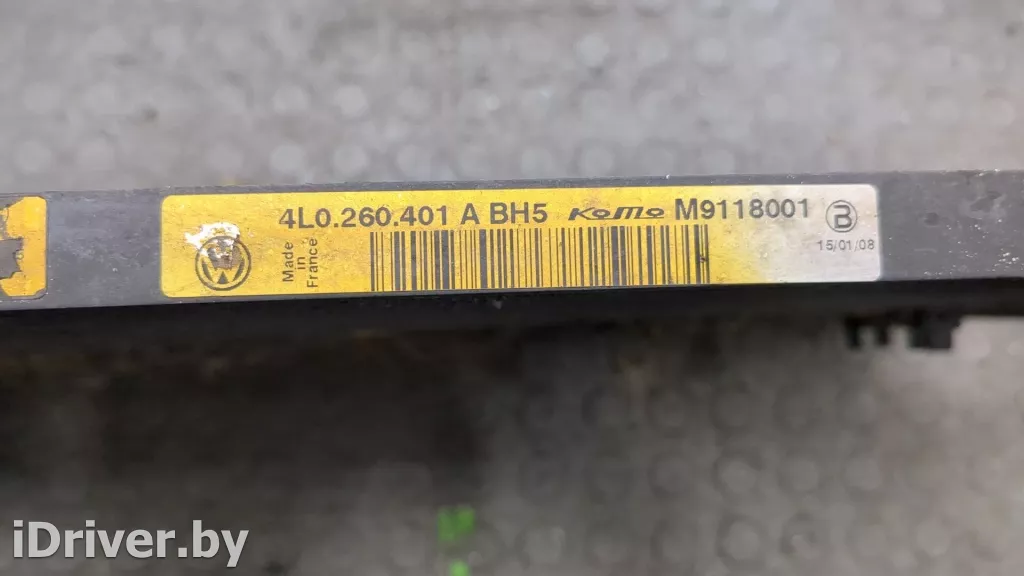 4L0.260.401 A BH5 KoMo M9118001 B
Made in France
15/01/08
iDriver.by